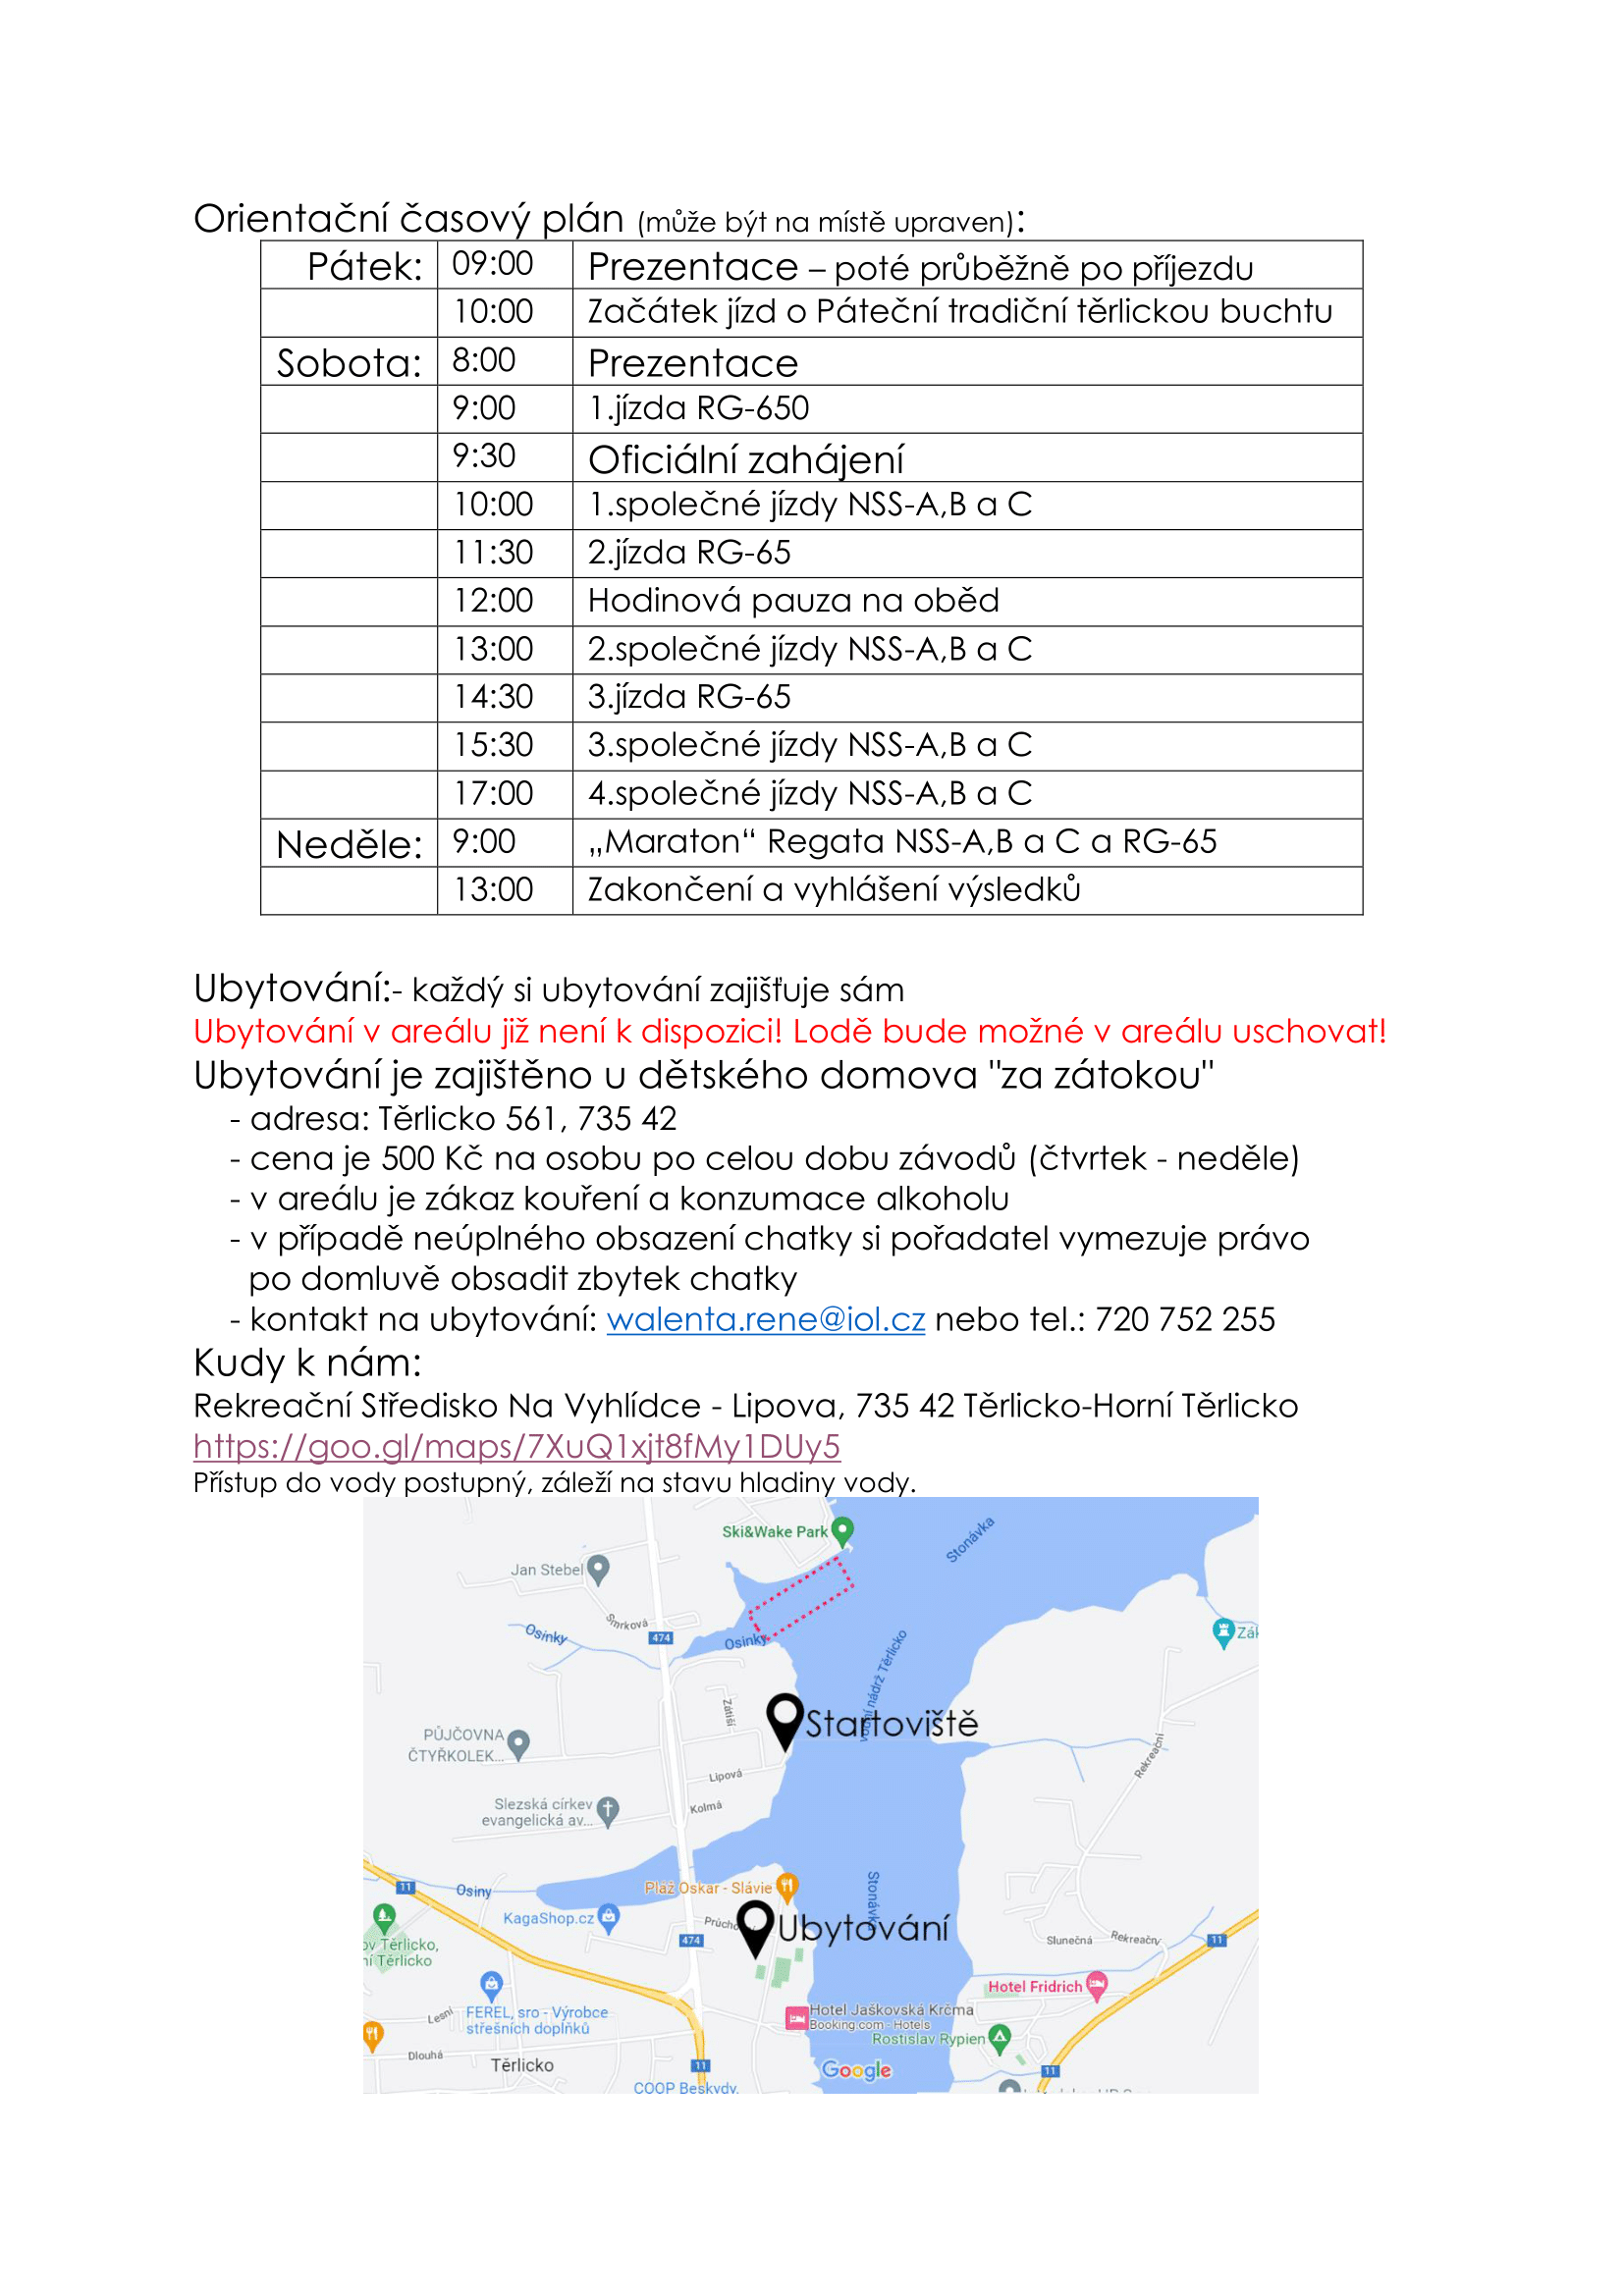 Orientační časový plán (může být na místě upraven):
Pátek: 09:00 Prezentace – poté průběžně po příjezdu
10:00 Začátek jízd o Páteční tradiční těrlickou buchtu
Sobota: 8:00 Prezentace
9:00 1.jízda RG-650
9:30 Oficiální zahájení
10:00 1.společné jízdy NSS-A,B a C
11:30 2.jízda RG-65
12:00 Hodinová pauza na oběd
13:00 2.společné jízdy NSS-A,B a C
14:30 3.jízda RG-65
15:30 3.společné jízdy NSS-A,B a C
17:00 4.společné jízdy NSS-A,B a C
Neděle: 9:00 „Maraton“ Regata NSS-A,B a C a RG-65
13:00 Zakončení a vyhlášení výsledků
Ubytování:- každý si ubytování zajišťuje sám
Ubytování v areálu již není k dispozici! Lodě bude možné v areálu uschovat!
Ubytování je zajištěno u dětského domova "za zátokou"
- adresa: Těrlicko 561, 735 42
- cena je 500 Kč na osobu po celou dobu závodů (čtvrtek - neděle)
- v areálu je zákaz kouření a konzumace alkoholu
- v případě neúplného obsazení chatky si pořadatel vymezuje právo
po domluvě obsadit zbytek chatky
- kontakt na ubytování: walenta.rene@iol.cz nebo tel.: 720 752 255
Kudy k nám:
Rekreační Středisko Na Vyhlídce - Lipova, 735 42 Těrlicko-Horní Těrlicko
https://goo.gl/maps/7XuQ1xjt8fMy1DUy5
Přístup do vody postupný, záleží na stavu hladiny vody.
Ski&Wake Park
Stonávka
Jan Stebel
Smrková
Osinky
474
Osinky
Zák
vodní nádrž Těrlicko
Zátiší
Startoviště
PŮJČOVNA
ČTYŘKOLEK...
Rekreační
Lipová
Slezská církev
evangelická av...
Kolmá
Pláž Oskar - Slávie
Stonávka
11
Osiny
KagaShop.cz
Průcho
Ubytování
474
Slunečná
Rekreačn
11
ov Těrlicko,
ní Těrlicko
Hotel Fridrich
FEREL, sro - Výrobce
střešních doplňků
Lesní
Hotel Jaškovská Krčma
Booking.com - Hotels
Rostislav Rypien
Dlouhá
Těrlicko
11
Google
11
COOP Beskydy,